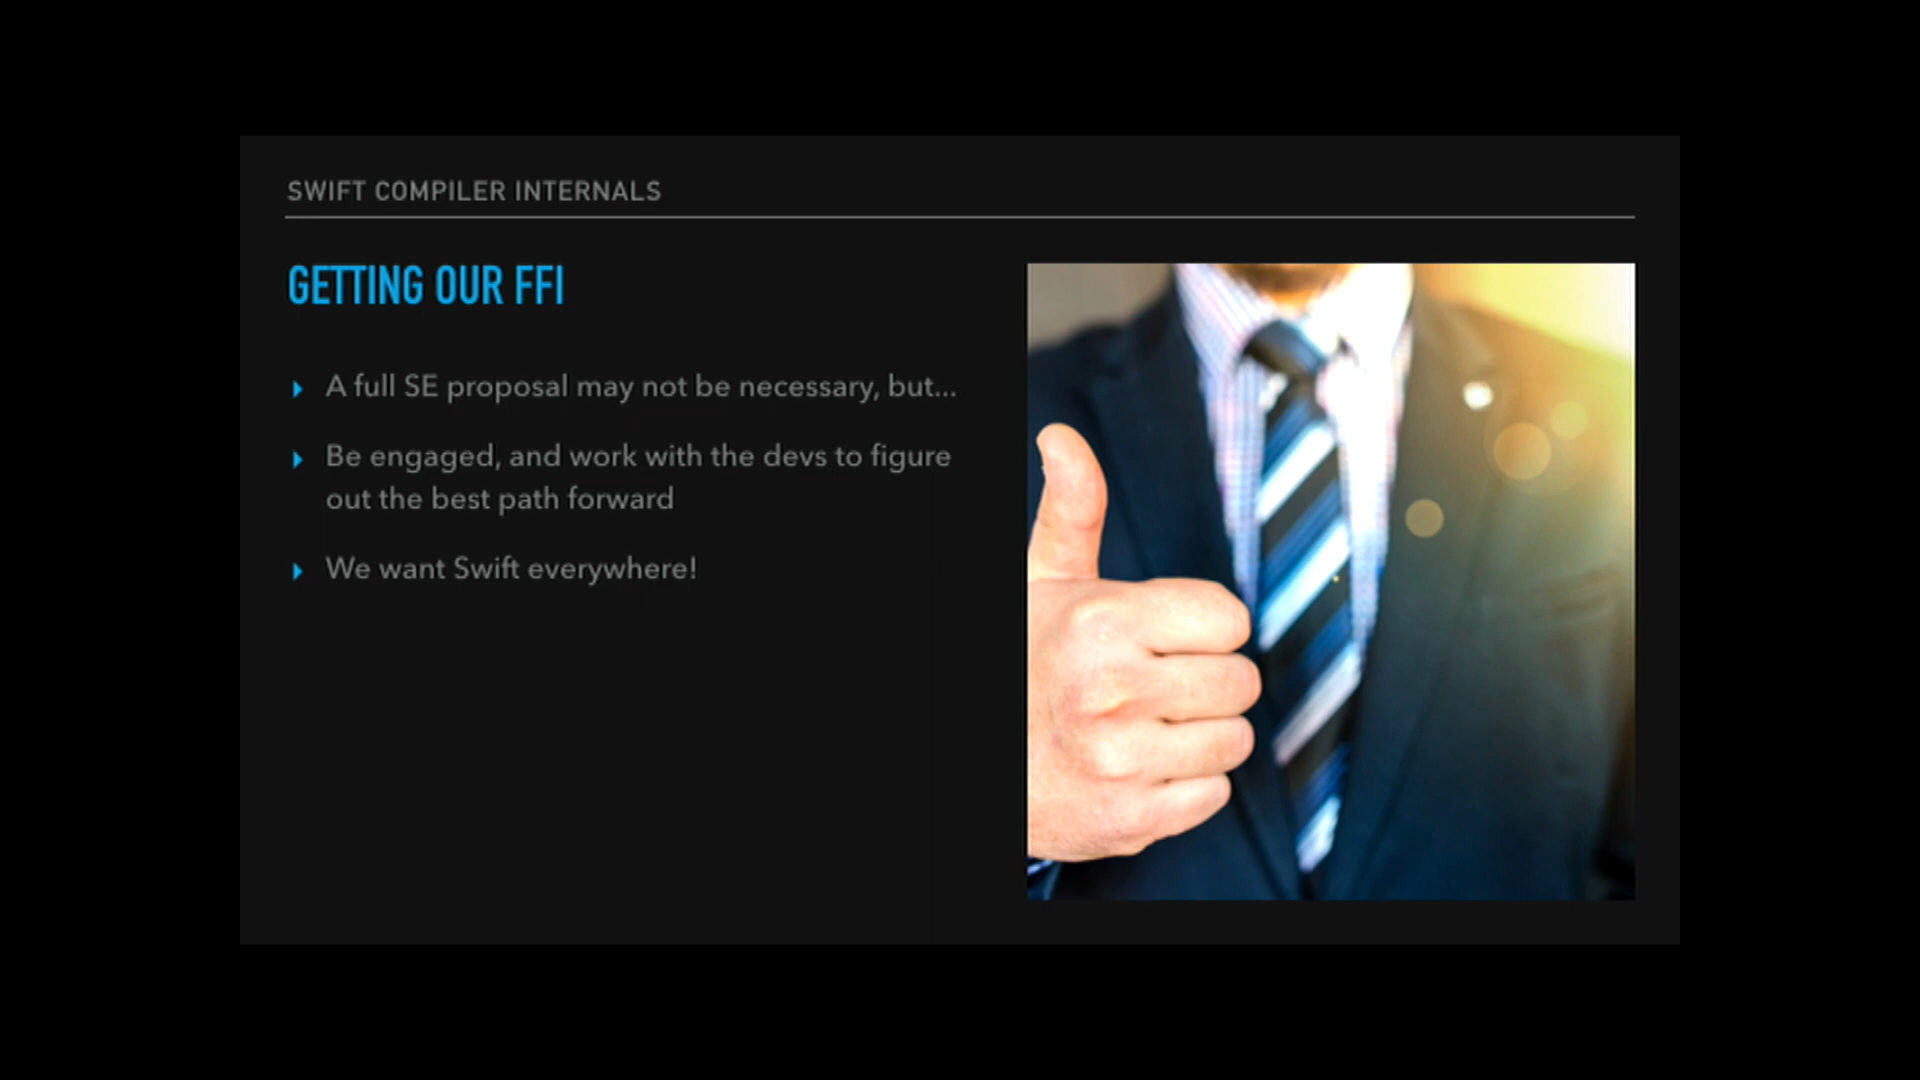 SWIFT COMPILER INTERNALS
GETTING OUR FFI
A full SE proposal may not be necessary, but...
Be engaged, and work with the devs to figure
out the best path forward
We want Swift everywhere!